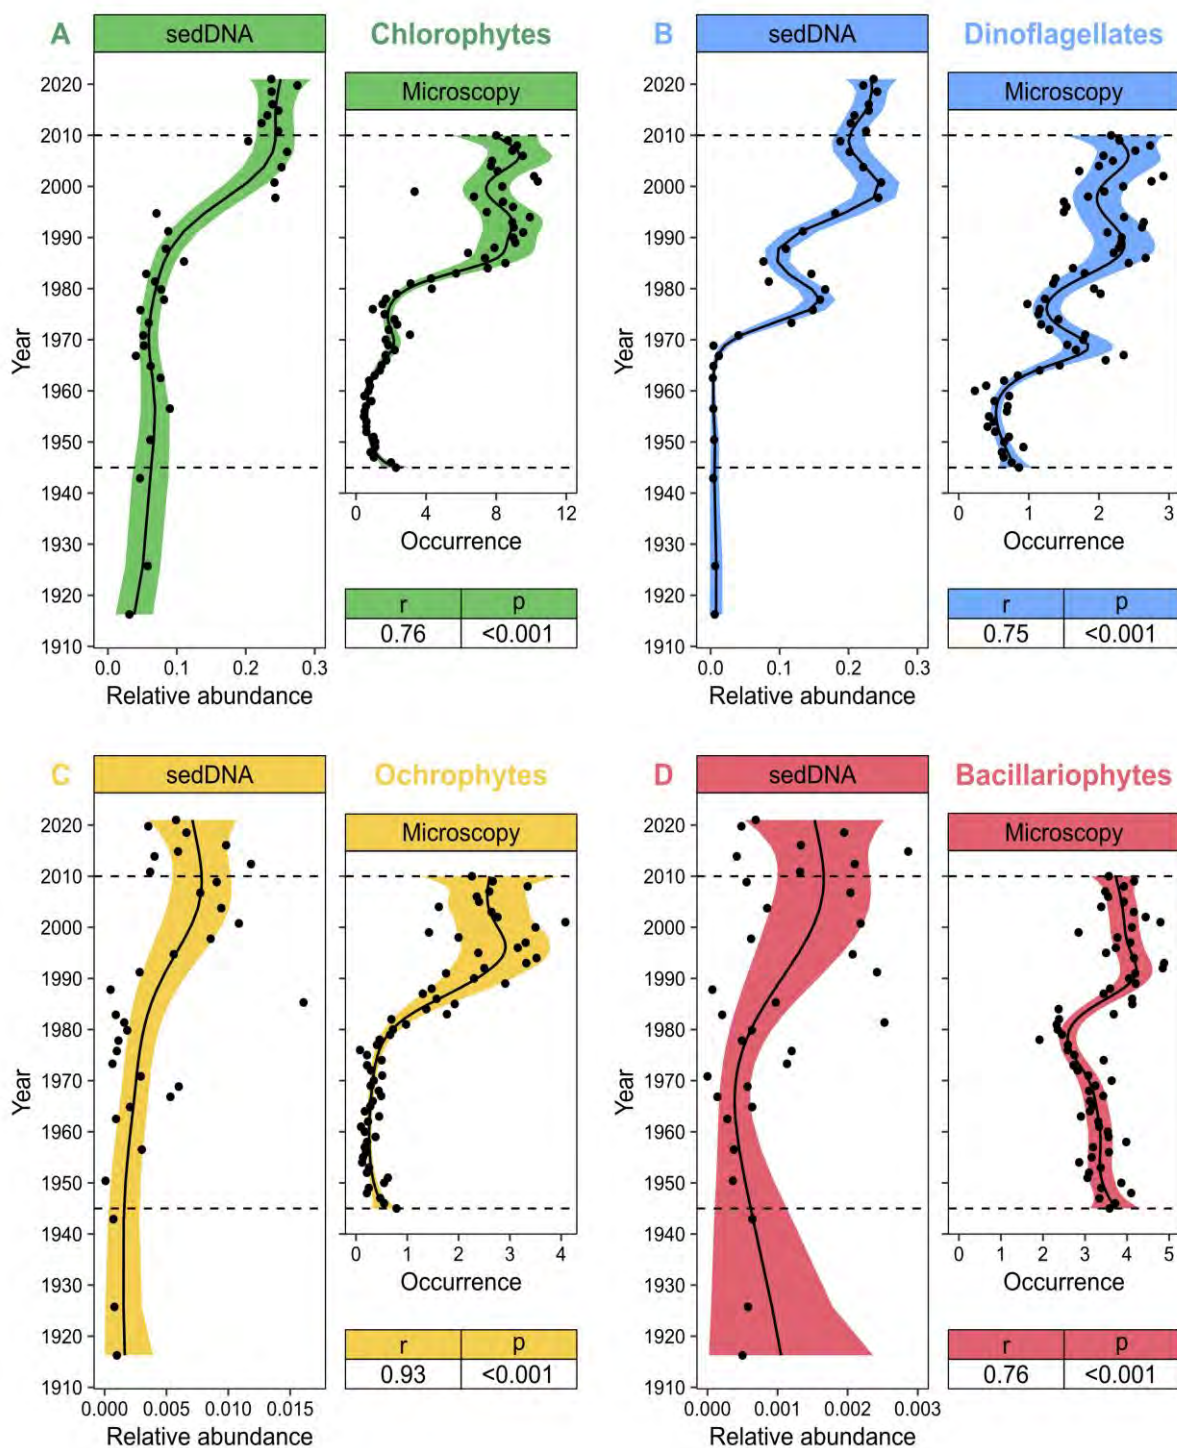 A
sedDNA
Chlorophytes
Microscopy
Year
2020
2010
2000
1990
1980
1970
1960
1950
1940
1930
1920
1910
0.0 0.1 0.2 0.3
Relative abundance
0 4 8 12
Occurrence
r p
0.76 <0.001
B
sedDNA
Dinoflagellates
Microscopy
Year
2020
2010
2000
1990
1980
1970
1960
1950
1940
1930
1920
1910
0.0 0.1 0.2 0.3
Relative abundance
0 1 2 3
Occurrence
r p
0.75 <0.001
C
sedDNA
Ochrophytes
Microscopy
Year
2020
2010
2000
1990
1980
1970
1960
1950
1940
1930
1920
1910
0.000 0.005 0.010 0.015
Relative abundance
0 1 2 3 4
Occurrence
r p
0.93 <0.001
D
sedDNA
Bacillariophytes
Microscopy
Year
2020
2010
2000
1990
1980
1970
1960
1950
1940
1930
1920
1910
0.000 0.001 0.002 0.003
Relative abundance
0 1 2 3 4 5
Occurrence
r p
0.76 <0.001